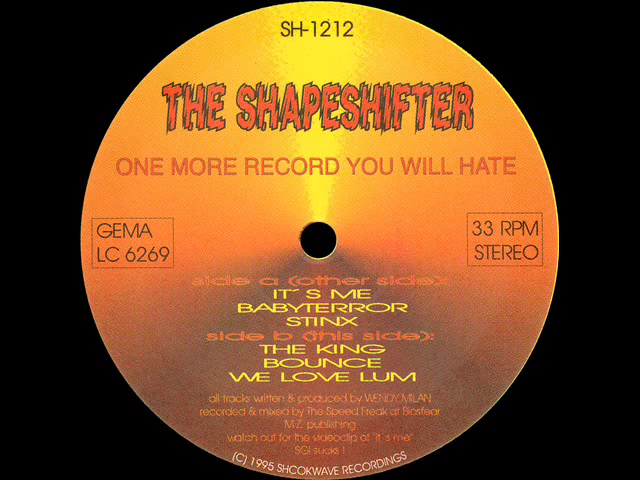 SH-1212
THE SHAPESHIFTER
ONE MORE RECORD YOU WILL HATE
GEMA
LC 6269
33 RPM
STEREO
side a (other side):
IT´S ME
BABYTERROR
STINX
side b (this side):
THE KING
BOUNCE
WE LOVE LUM
all tracks written & produced by WENDY MILAN
recorded & mixed by The Speed Freak at Biosfear
M.Z. publishing
watch out for the videoclip of "it´s me"
SGI sucks !
(C) 1995 SHCOKWAVE RECORDINGS